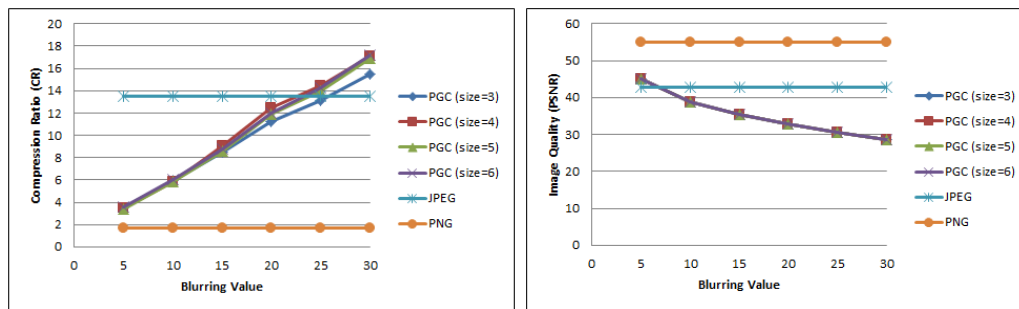 Compression Ratio (CR)
20
18
16
14
12
10
8
6
4
2
0
0 5 10 15 20 25 30
Blurring Value
PGC (size=3)
PGC (size=4)
PGC (size=5)
PGC (size=6)
JPEG
PNG
Image Quality (PSNR)
60
50
40
30
20
10
0
0 5 10 15 20 25 30
Blurring Value
PGC (size=3)
PGC (size=4)
PGC (size=5)
PGC (size=6)
JPEG
PNG